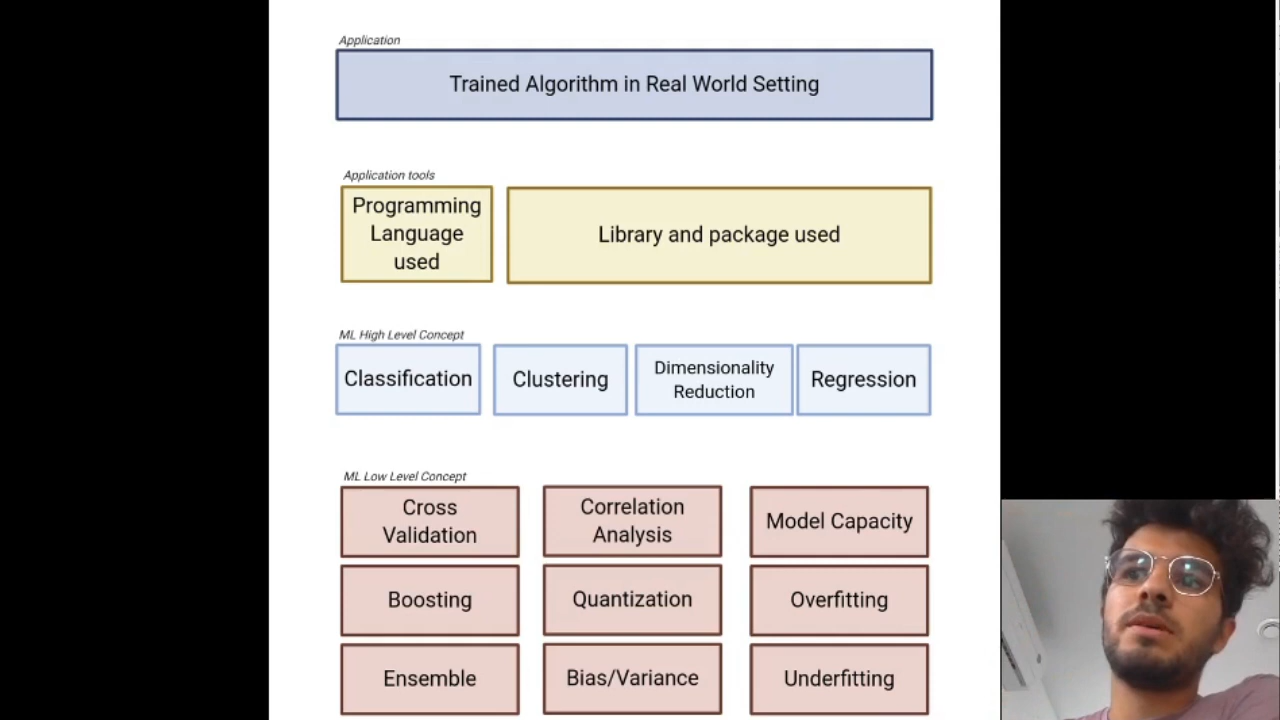 Application
Trained Algorithm in Real World Setting
Application tools
Programming
Language
used
Library and package used
ML High Level Concept
Classification
Clustering
Dimensionality
Reduction
Regression
ML Low Level Concept
Cross
Validation
Correlation
Analysis
Model Capacity
Boosting
Quantization
Overfitting
Ensemble
Bias/Variance
Underfitting